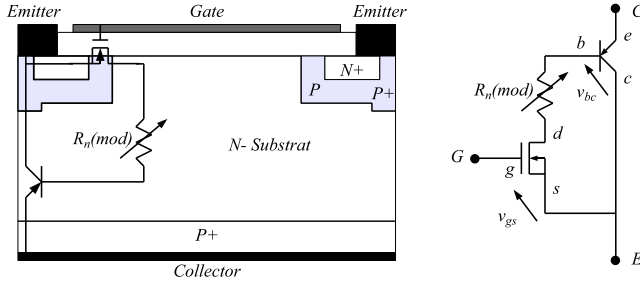 Emitter
Gate
Emitter
N+
P
P+
Rn(mod)
N- Substrat
P+
Collector
C
e
b
c
vbc
Rn(mod)
d
G
g
s
vgs
E